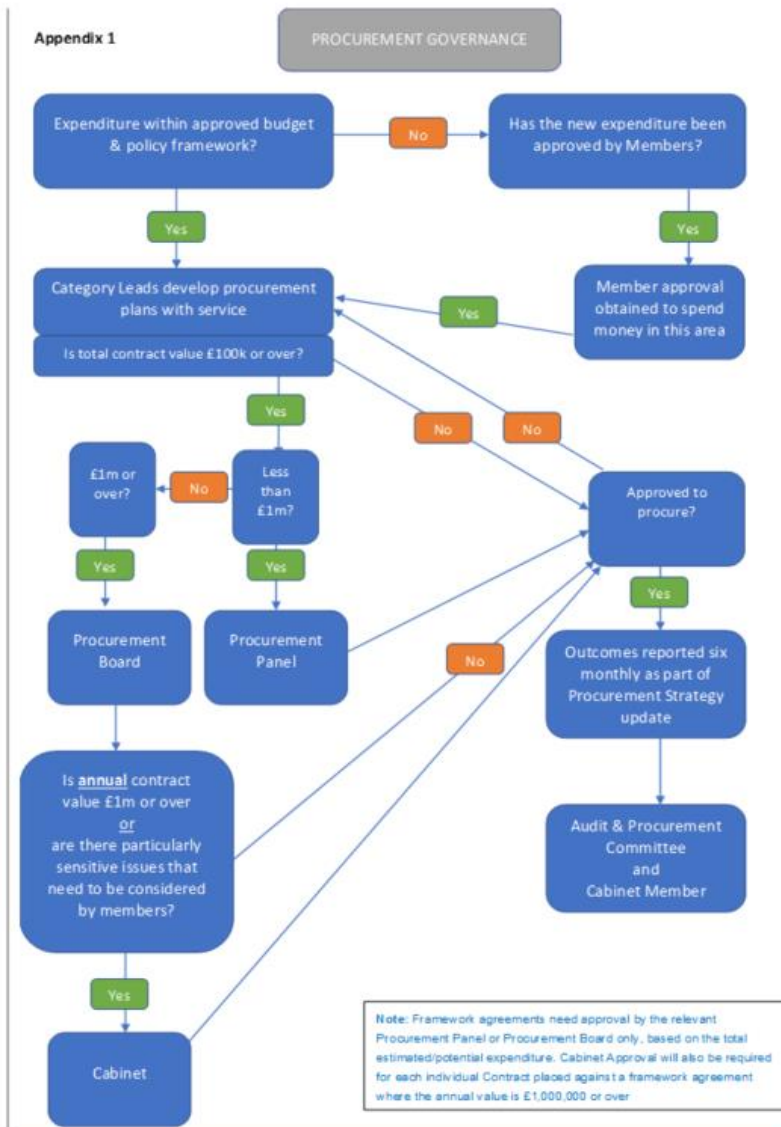 Appendix 1
PROCUREMENT GOVERNANCE
Expenditure within approved budget
& policy framework?
No
Has the new expenditure been
approved by Members?
Yes
Yes
Category Leads develop procurement
plans with service
Yes
Member approval
obtained to spend
money in this area
Is total contract value £100k or over?
Yes
No
No
£1m or
over?
No
Less
than
£1m?
Approved to
procure?
Yes
Yes
Yes
Procurement
Board
Procurement
Panel
No
Outcomes reported six
monthly as part of
Procurement Strategy
update
Is annual contract
value £1m or over
or
are there particularly
sensitive issues that
need to be considered
by members?
Audit & Procurement
Committee
and
Cabinet Member
Yes
Cabinet
Note: Framework agreements need approval by the relevant
Procurement Panel or Procurement Board only, based on the total
estimated/potential expenditure. Cabinet Approval will also be required
for each individual Contract placed against a framework agreement
where the annual value is £1,000,000 or over